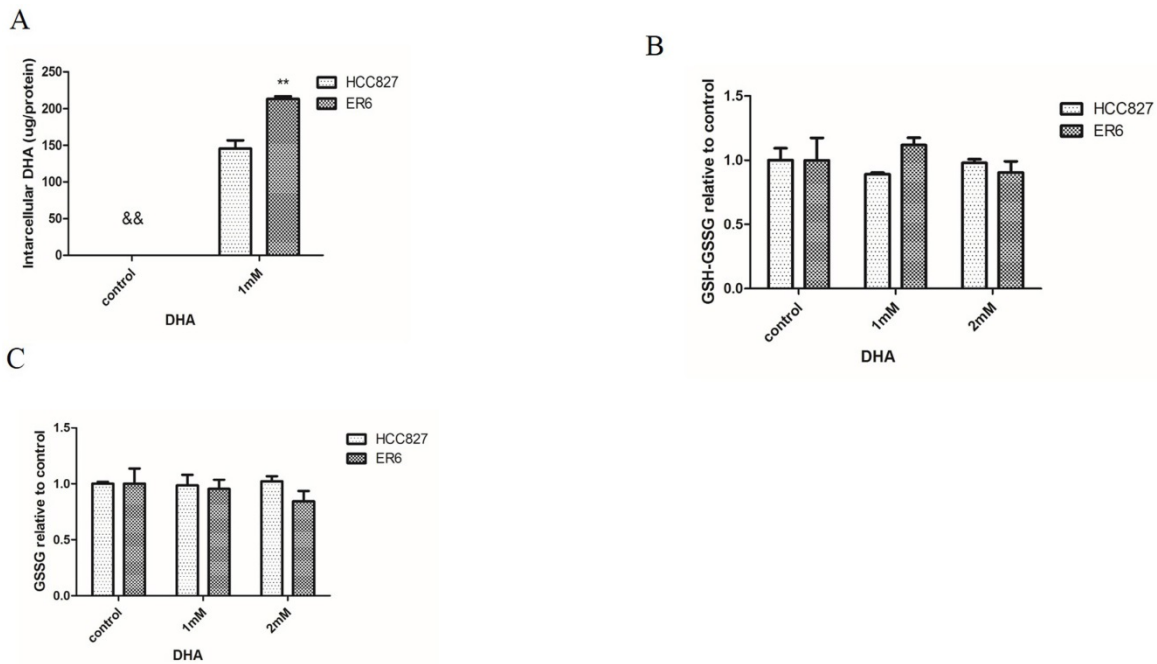 A
Intarcellular DHA (ug/protein)
250
200
150
100
50
0
&&
**
control
1mM
DHA
HCC827
ER6
B
GSH-GSSG relative to control
1.5
1.0
0.5
0.0
control
1mM
2mM
DHA
HCC827
ER6
C
GSSG relative to control
1.5
1.0
0.5
0.0
control
1mM
2mM
DHA
HCC827
ER6